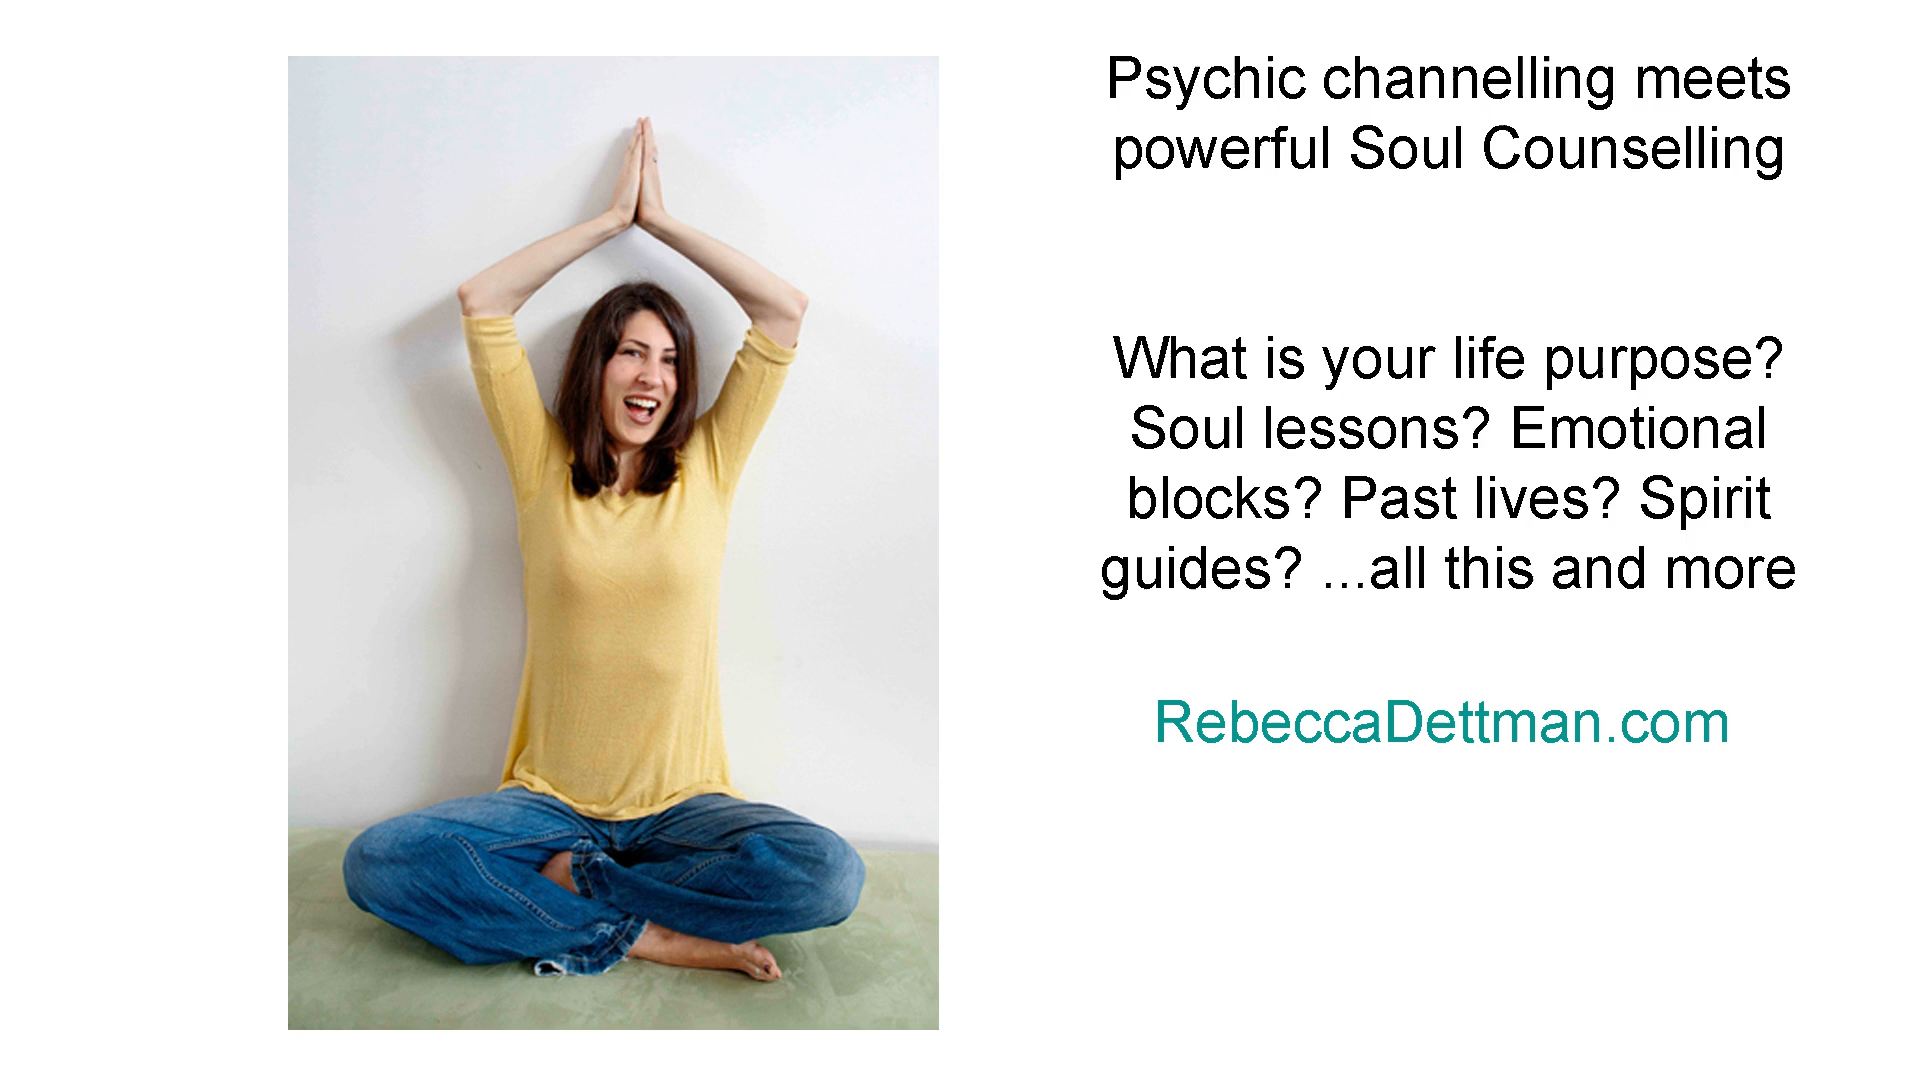 Psychic channelling meets
powerful Soul Counselling
What is your life purpose?
Soul lessons? Emotional
blocks? Past lives? Spirit
guides? ...all this and more
RebeccaDettman.com